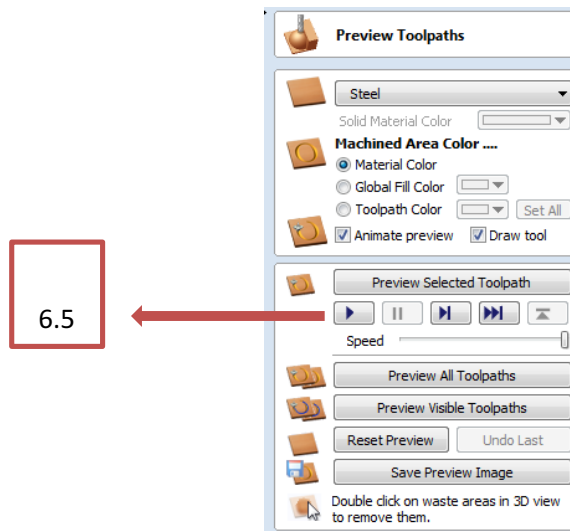 Preview Toolpaths
Steel
Solid Material Color
Machined Area Color ....
Material Color
Global Fill Color
Toolpath Color
Set All
Animate preview
Draw tool
Preview Selected Toolpath
6.5
Speed
Preview All Toolpaths
Preview Visible Toolpaths
Reset Preview
Undo Last
Save Preview Image
Double click on waste areas in 3D view
to remove them.